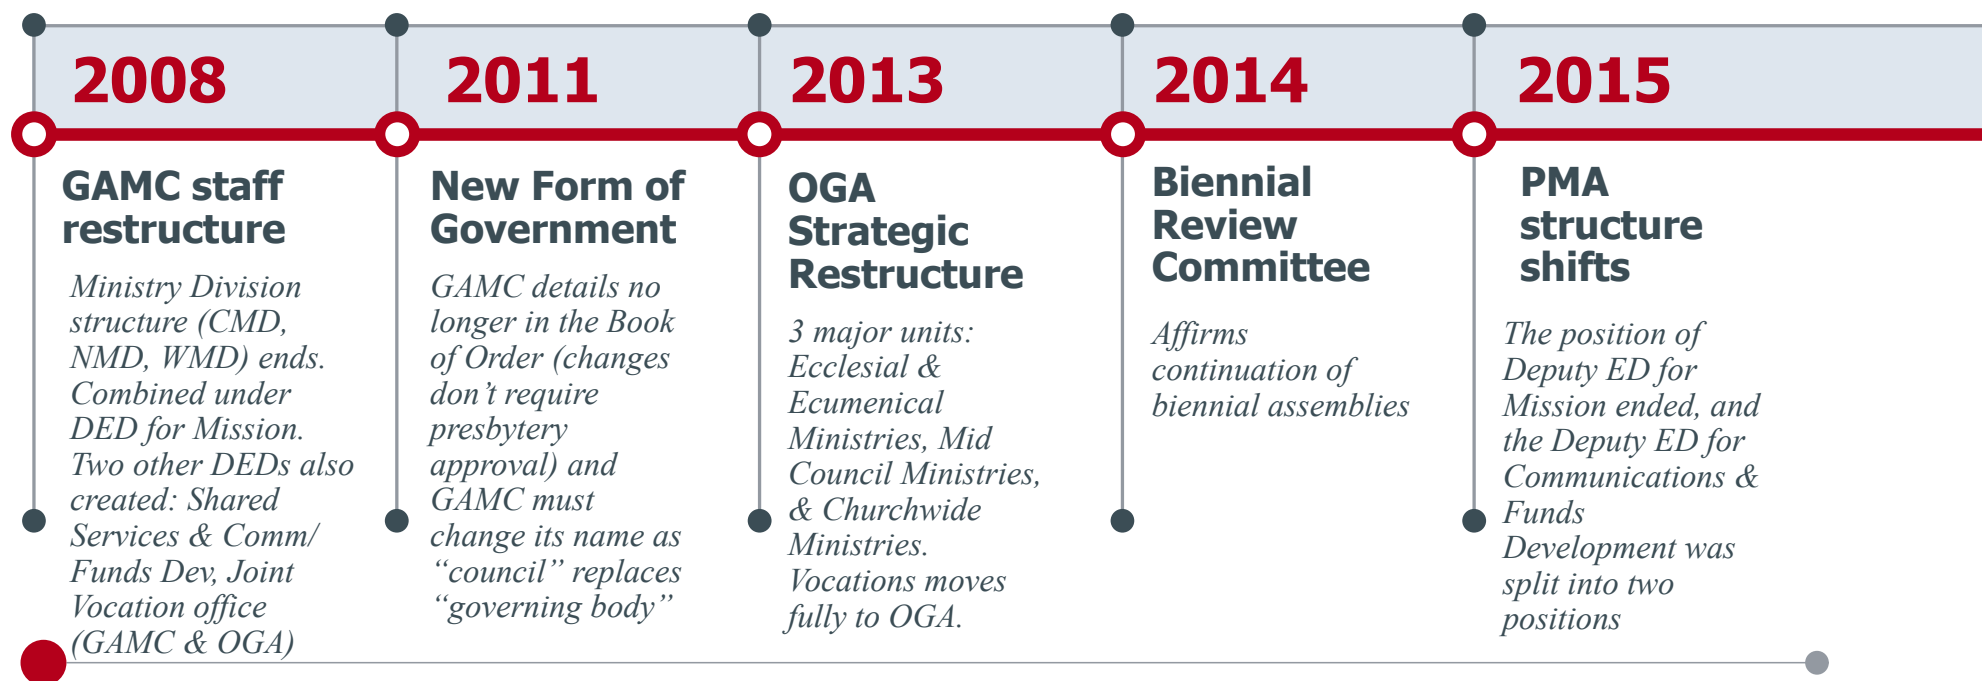 2008
GAMC staff
restructure
Ministry Division
structure (CMD,
NMD, WMD) ends.
Combined under
DED for Mission.
Two other DEDs also
created: Shared
Services & Comm/
Funds Dev, Joint
Vocation office
(GAMC & OGA)
2011
New Form of
Government
GAMC details no
longer in the Book
of Order (changes
don’t require
presbytery
approval) and
GAMC must
change its name as
“council” replaces
“governing body”
2013
OGA
Strategic
Restructure
3 major units:
Ecclesial &
Ecumenical
Ministries, Mid
Council Ministries,
& Churchwide
Ministries.
Vocations moves
fully to OGA.
2014
Biennial
Review
Committee
Affirms
continuation of
biennial assemblies
2015
PMA
structure
shifts
The position of
Deputy ED for
Mission ended, and
the Deputy ED for
Communications &
Funds
Development was
split into two
positions